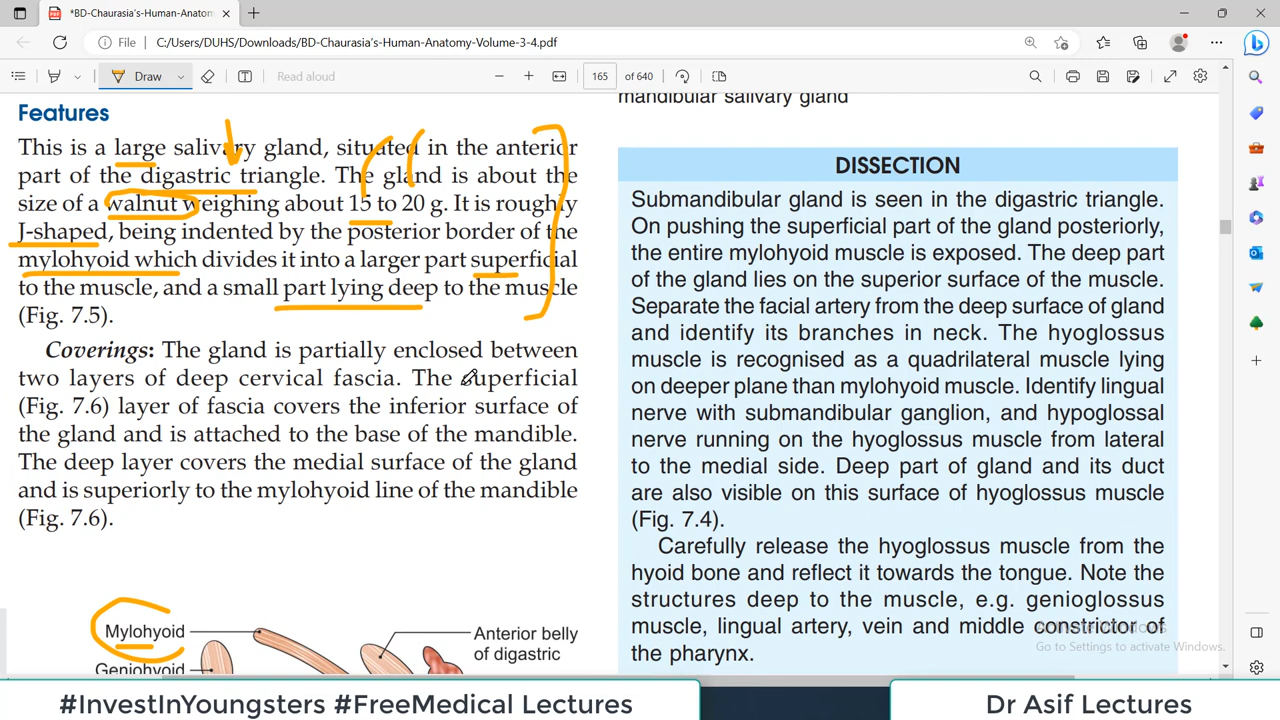 *BD-Chaurasia's-Human-Anatom
File
C:/Users/DUHS/Downloads/BD-Chaurasia's-Human-Anatomy-Volume-3-4.pdf
Draw
Read aloud
165
of 640
Features
This is a large salivary gland, situated in the anterior
part of the digastric triangle. The gland is about the
size of a walnut weighing about 15 to 20 g. It is roughly
J-shaped, being indented by the posterior border of the
mylohyoid which divides it into a larger part superficial
to the muscle, and a small part lying deep to the muscle
(Fig. 7.5).
Coverings: The gland is partially enclosed between
two layers of deep cervical fascia. The superficial
(Fig. 7.6) layer of fascia covers the inferior surface of
the gland and is attached to the base of the mandible.
The deep layer covers the medial surface of the gland
and is superiorly to the mylohyoid line of the mandible
(Fig. 7.6).
Mylohyoid
Geniohyoid
Anterior belly
of digastric
mandibular salivary gland
DISSECTION
Submandibular gland is seen in the digastric triangle.
On pushing the superficial part of the gland posteriorly,
the entire mylohyoid muscle is exposed. The deep part
of the gland lies on the superior surface of the muscle.
Separate the facial artery from the deep surface of gland
and identify its branches in neck. The hyoglossus
muscle is recognised as a quadrilateral muscle lying
on deeper plane than mylohyoid muscle. Identify lingual
nerve with submandibular ganglion, and hypoglossal
nerve running on the hyoglossus muscle from lateral
to the medial side. Deep part of gland and its duct
are also visible on this surface of hyoglossus muscle
(Fig. 7.4).
Carefully release the hyoglossus muscle from the
hyoid bone and reflect it towards the tongue. Note the
structures deep to the muscle, e.g. genioglossus
muscle, lingual artery, vein and middle constrictor of
the pharynx.
Activate Windows
Go to Settings to activate Windows.
#InvestInYoungsters #FreeMedical Lectures
Dr Asif Lectures